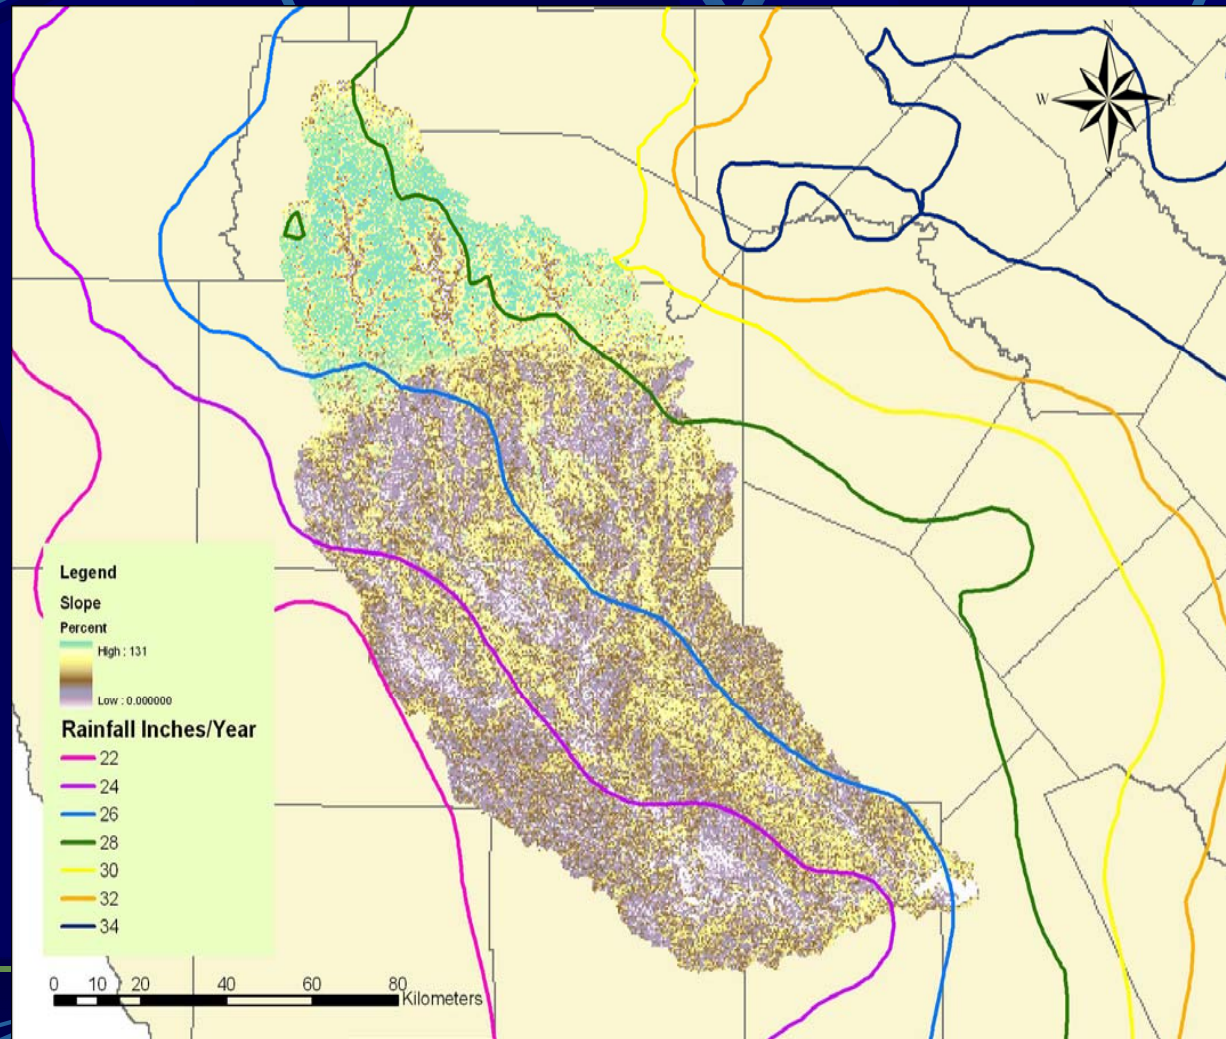 N
W E
S
Legend
Slope
Percent
High : 131
Low : 0.000000
Rainfall Inches/Year
22
24
26
28
30
32
34
0 10 20 40 60 80
Kilometers